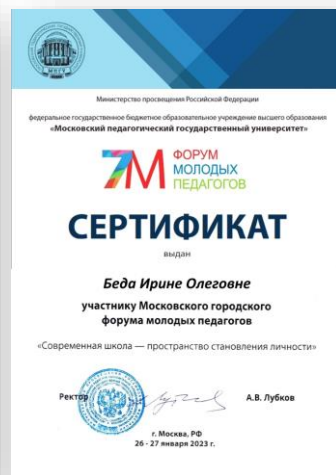 Министерство просвещения Российской Федерации
федеральное государственное бюджетное образовательное учреждение высшего образования
«Московский педагогический государственный университет»
7М ФОРУМ
МОЛОДЫХ
ПЕДАГОГОВ
СЕРТИФИКАТ
выдан
Беда Ирине Олеговне
участнику Московского городского
форума молодых педагогов
«Современная школа — пространство становления личности»
Ректор
А.В. Лубков
г. Москва, РФ
26 - 27 января 2023 г.